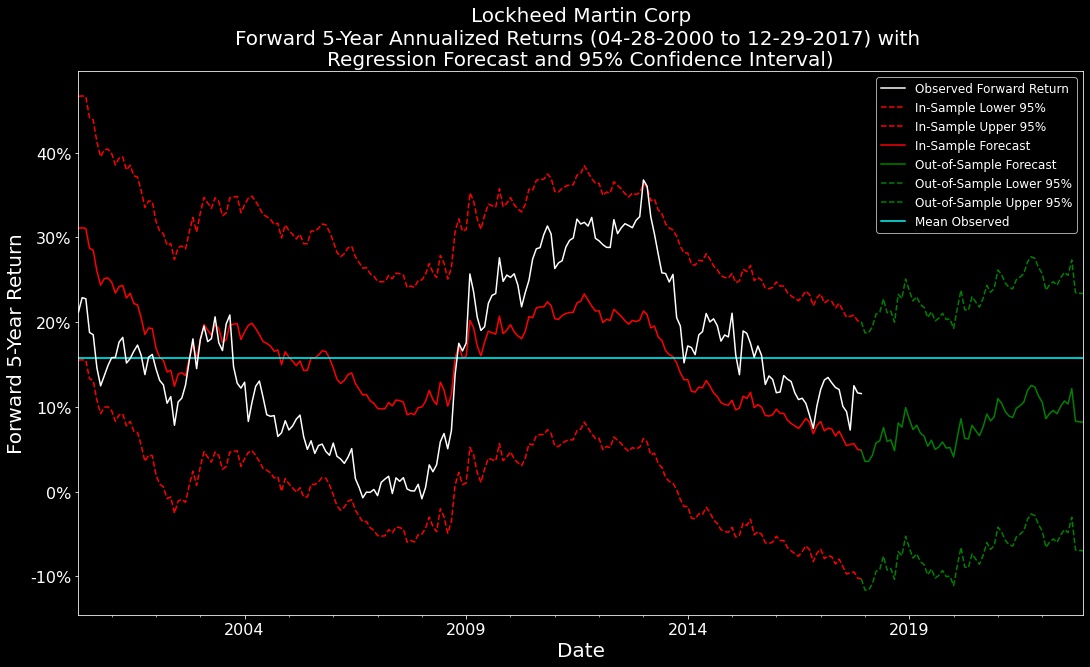 Lockheed Martin Corp
Forward 5-Year Annualized Returns (04-28-2000 to 12-29-2017) with
Regression Forecast and 95% Confidence Interval)
Observed Forward Return
In-Sample Lower 95%
In-Sample Upper 95%
In-Sample Forecast
Out-of-Sample Forecast
Out-of-Sample Lower 95%
Out-of-Sample Upper 95%
Mean Observed
Forward 5-Year Return
40%
30%
20%
10%
0%
-10%
2004
2009
2014
2019
Date